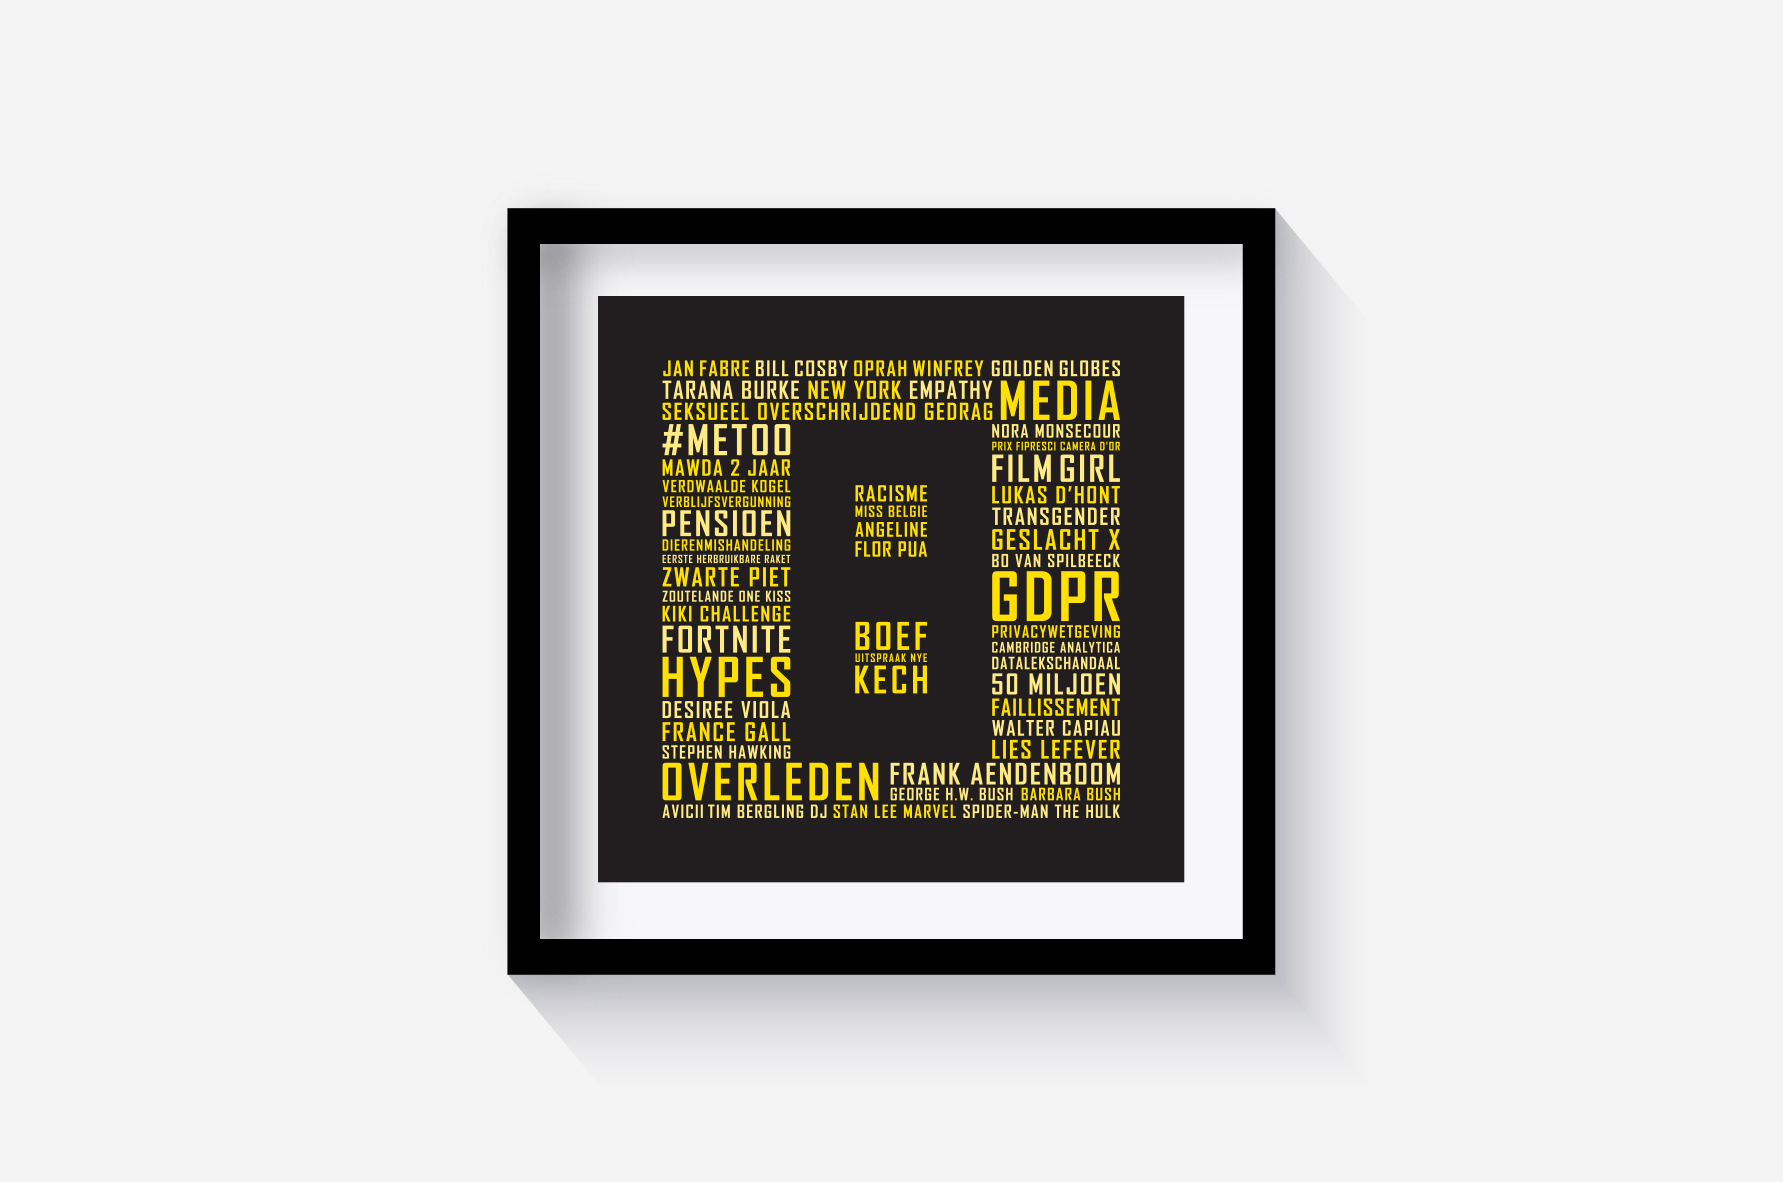 JAN FABRE BILL COSBY OPRAH WINFREY GOLDEN GLOBES
TARANA BURKE NEW YORK EMPATHY MEDIA
SEKSUEEL OVERSCHRIJDEND GEDRAG
#METOO
MAWDA 2 JAAR
VERDWAALDE KOGEL
VERBLIJFSVERGUNNING
PENSIOEN
DIERENMISHANDELING
EERSTE HERBRUIKBARE RAKET
ZWARTE PIET
ZOUTELANDE ONE KISS
KIKI CHALLENGE
FORTNITE
HYPES
DESIREE VIOLA
FRANCE GALL
STEPHEN HAWKING
RACISME
MISS BELGIE
ANGELINE
FLOR PUA
BOEF
UITSPRAAK NYE
KECH
NORA MONSECOUR
PRIX FIPRESCI CAMERA D'OR
FILM GIRL
LUKAS D'HONT
TRANSGENDER
GESLACHT X
BO VAN SPILBEECK
GDPR
PRIVACYWETGEVING
CAMBRIDGE ANALYTICA
DATALEKSCHANDAAL
50 MILJOEN
FAILLISSEMENT
WALTER CAPIAU
LIES LEFEVER
OVERLEDEN FRANK AENDENBOOM
GEORGE H.W. BUSH BARBARA BUSH
AVICII TIM BERGLING DJ STAN LEE MARVEL SPIDER-MAN THE HULK